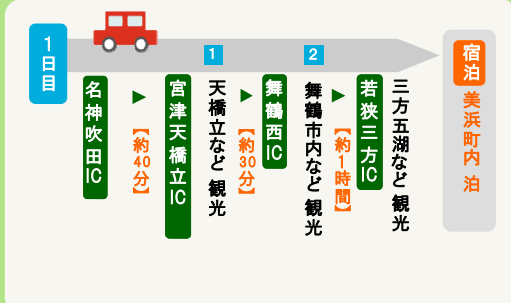 1日目
名神吹田IC
【約40分】
宮津天橋立IC
1
天橋立など 観光
【約30分】
舞鶴西IC
2
舞鶴市内など 観光
【約1時間】
若狭三方IC
三方五湖など 観光
宿泊
美浜町内 泊